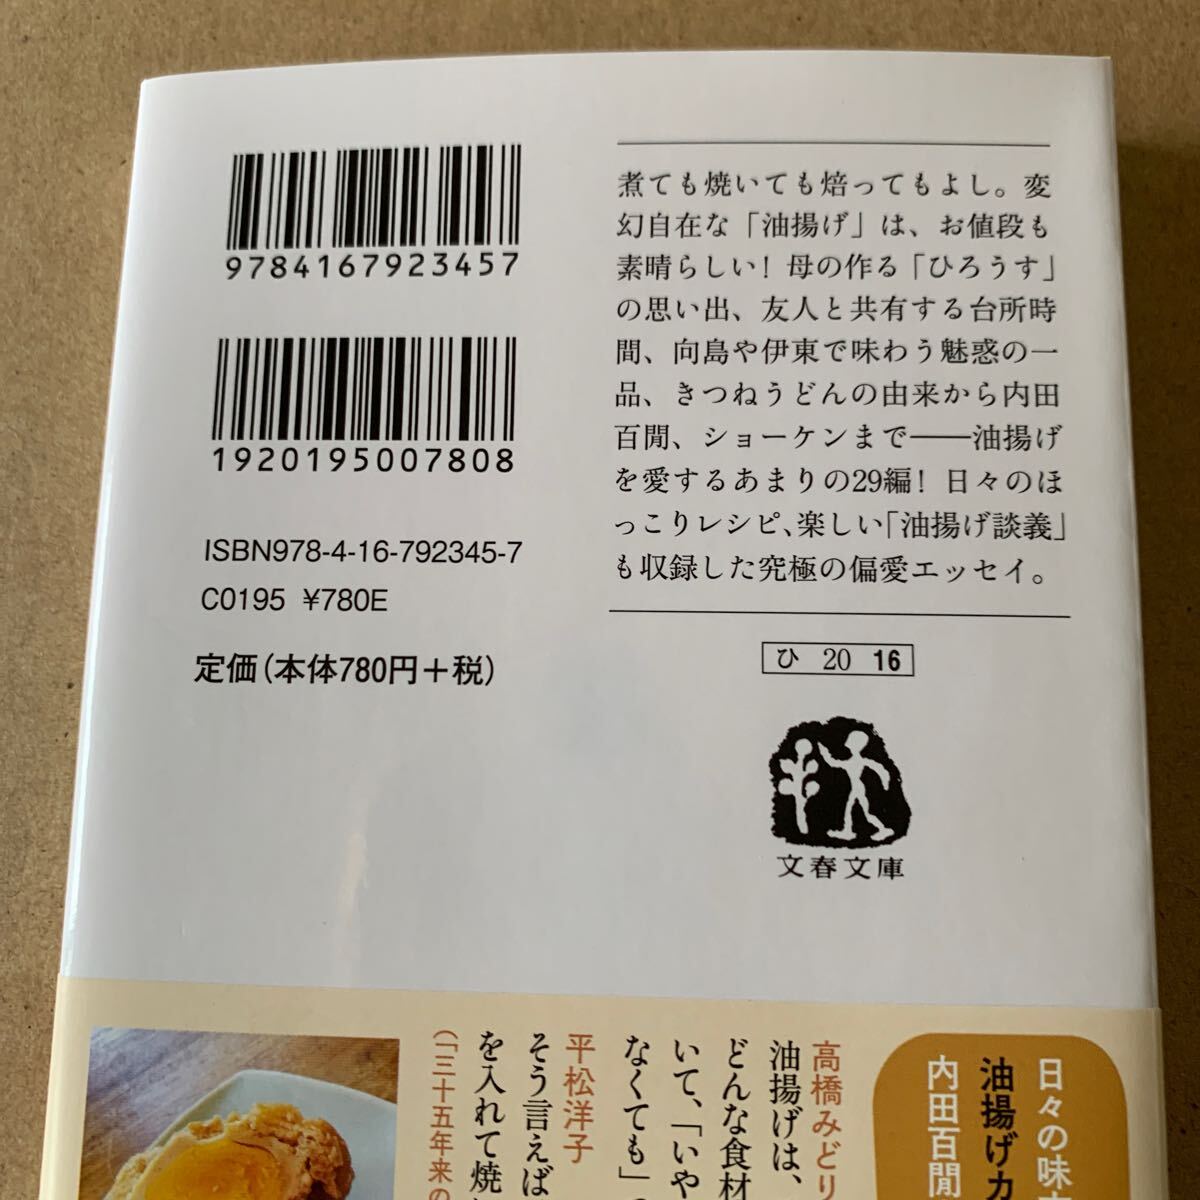 9784167923457
1920195007808
ISBN978-4-16-792345-7
C0195 ¥780E
定価(本体780円＋税)
煮ても焼いても焙ってもよし。変
幻自在な「油揚げ」は、お値段も
素晴らしい! 母の作る「ひろうす」
の思い出、友人と共有する台所時
間、向島や伊東で味わう魅惑の一
品、きつねうどんの由来から内田
百閒、ショーケンまで――油揚げ
を愛するあまりの29編! 日々のほ
っこりレシピ、楽しい「油揚げ談義」
も収録した究極の偏愛エッセイ。
ひ 20 16
文春文庫
日々の味
油揚げカ
内田百閒
高橋みどり
油揚げは、
どんな食材
いて、「いや
なくても」
平松洋子
そう言えば
を入れて焼
(「三十五年来の